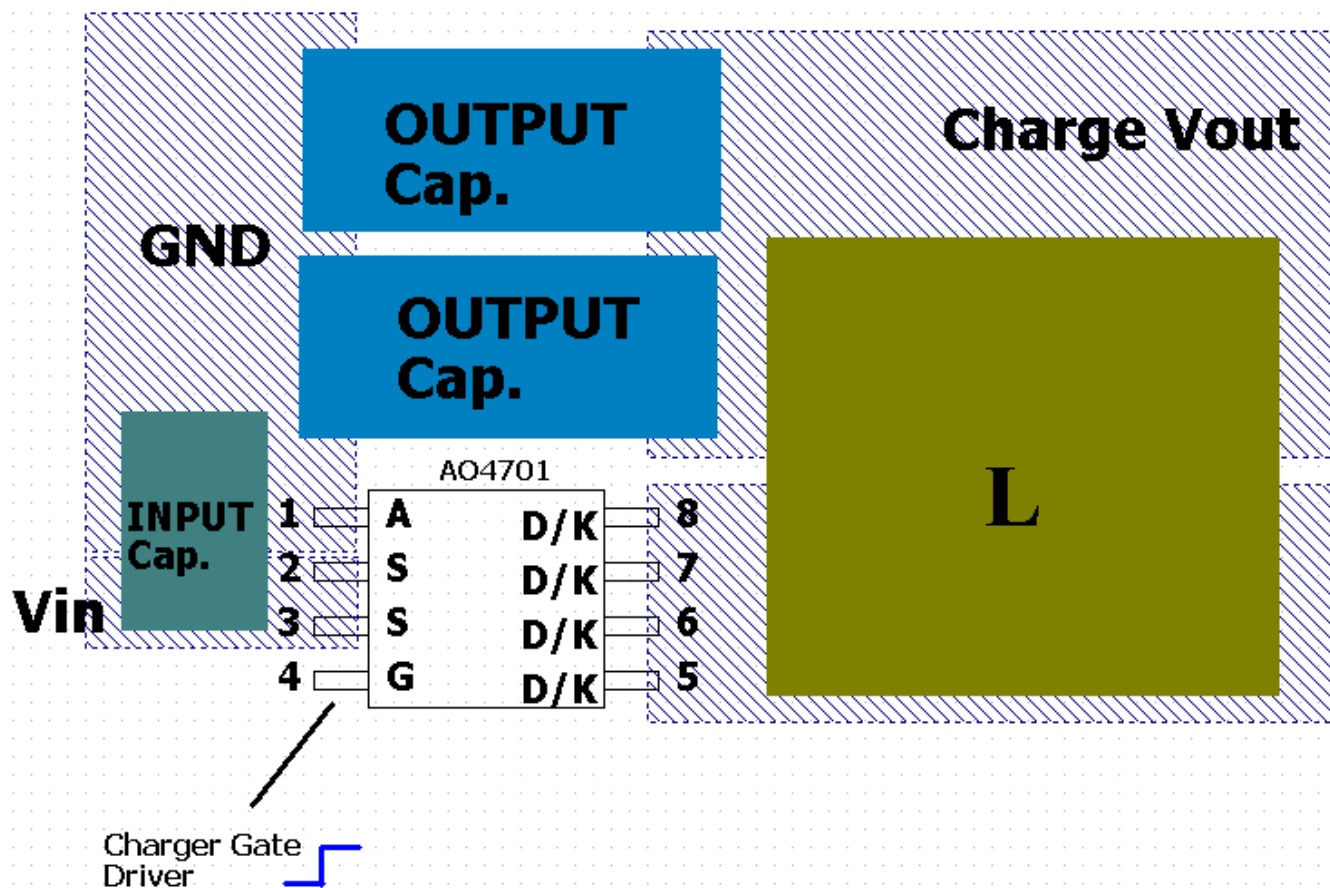 OUTPUT
Cap.
Charge Vout
GND
OUTPUT
Cap.
AO4701
INPUT
Cap.
L
1 A D/K 8
2 S D/K 7
Vin
3 S D/K 6
4 G D/K 5
Charger Gate
Driver